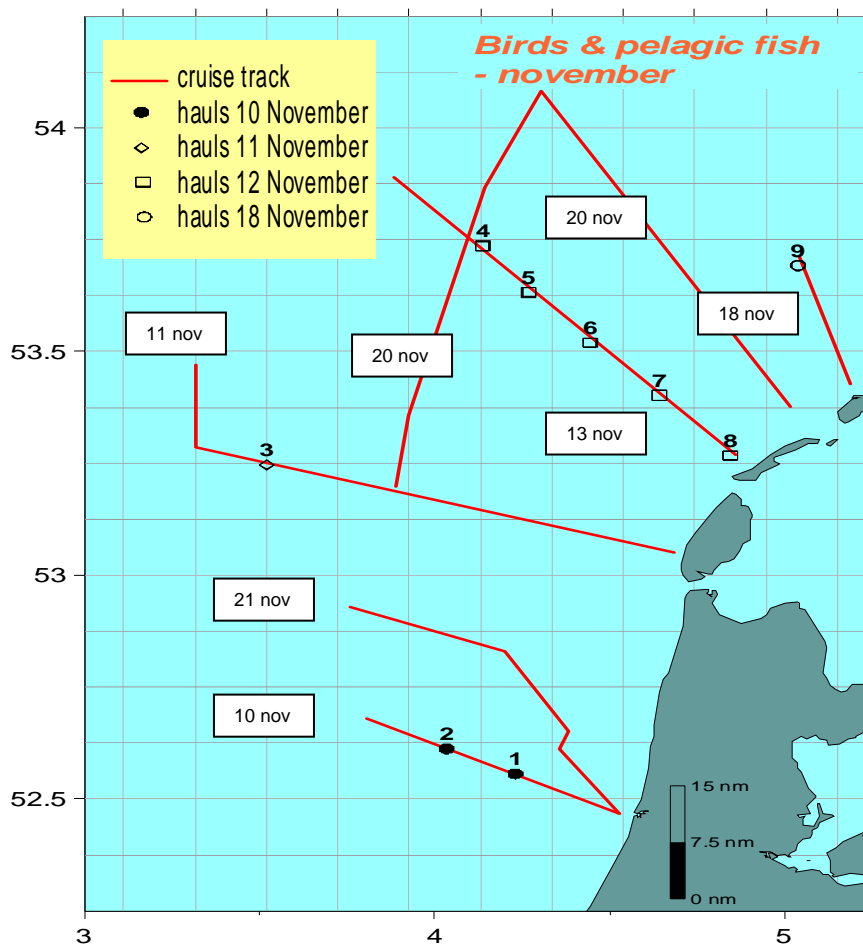 Birds & pelagic fish
- november
cruise track
hauls 10 November
hauls 11 November
hauls 12 November
hauls 18 November
54
53.5
53
52.5
3
4
5
4
5
6
7
8
9
3
2
1
20 nov
18 nov
11 nov
20 nov
13 nov
21 nov
10 nov
15 nm
7.5 nm
0 nm